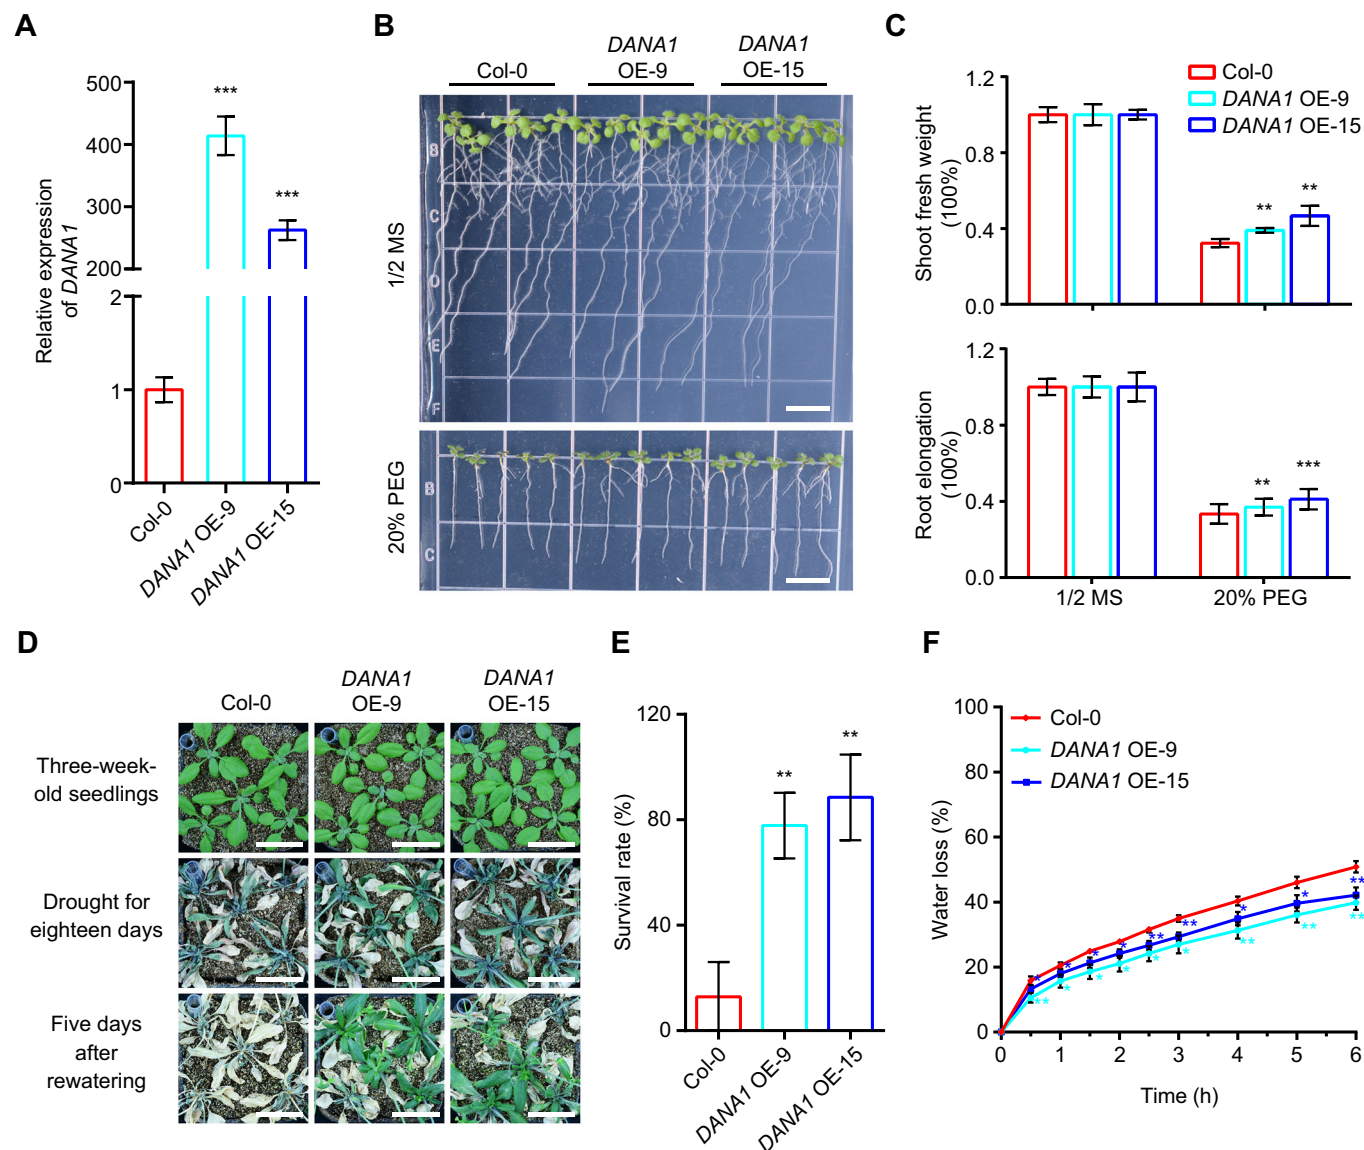 A
Relative expression
of DANA1
500
400
300
200
2
1
0
***
***
Col-0
DANA1 OE-9
DANA1 OE-15
B
Col-0
DANA1
OE-9
DANA1
OE-15
1/2 MS
B
C
D
E
F
20% PEG
B
C
C
Col-0
DANA1 OE-9
DANA1 OE-15
Shoot fresh weight
(100%)
1.2
0.8
0.4
0.0
**
**
Root elongation
(100%)
1.2
0.8
0.4
0.0
**
***
1/2 MS
20% PEG
D
Col-0
DANA1
OE-9
DANA1
OE-15
Three-week-
old seedlings
Drought for
eighteen days
Five days
after
rewatering
E
Survival rate (%)
120
80
40
0
**
**
Col-0
DANA1 OE-9
DANA1 OE-15
F
Col-0
DANA1 OE-9
DANA1 OE-15
Water loss (%)
100
80
60
40
20
0
* * * * ** ** * * **
** * * * * * ** ** **
0 1 2 3 4 5 6
Time (h)